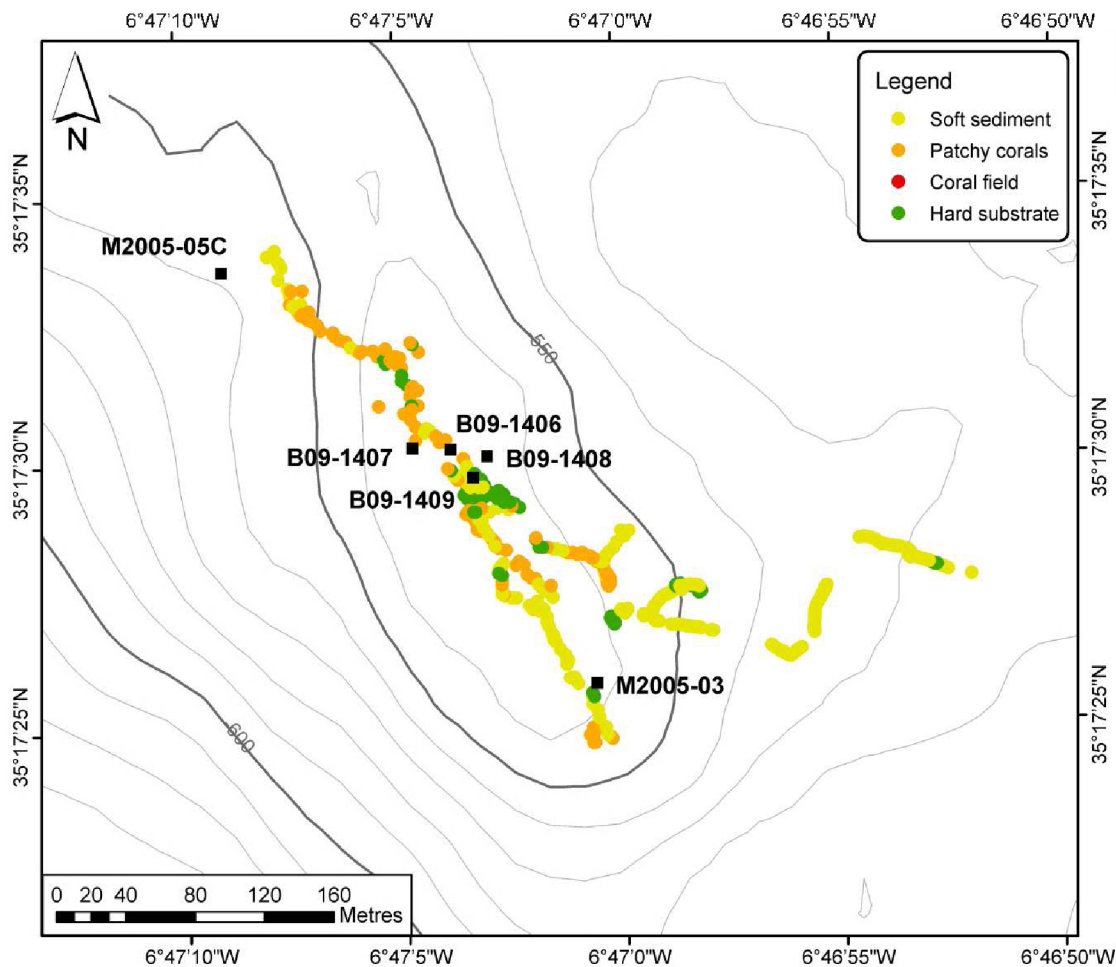 6°47'10"W 6°47'5"W 6°47'0"W 6°46'55"W 6°46'50"W
N
Legend
Soft sediment
Patchy corals
Coral field
Hard substrate
35°17'35"N
35°17'35"N
M2005-05C
550
B09-1406
B09-1407
B09-1408
35°17'30"N
35°17'30"N
B09-1409
M2005-03
600
35°17'25"N
35°17'25"N
0 20 40 80 120 160
Metres
6°47'10"W 6°47'5"W 6°47'0"W 6°46'55"W 6°46'50"W